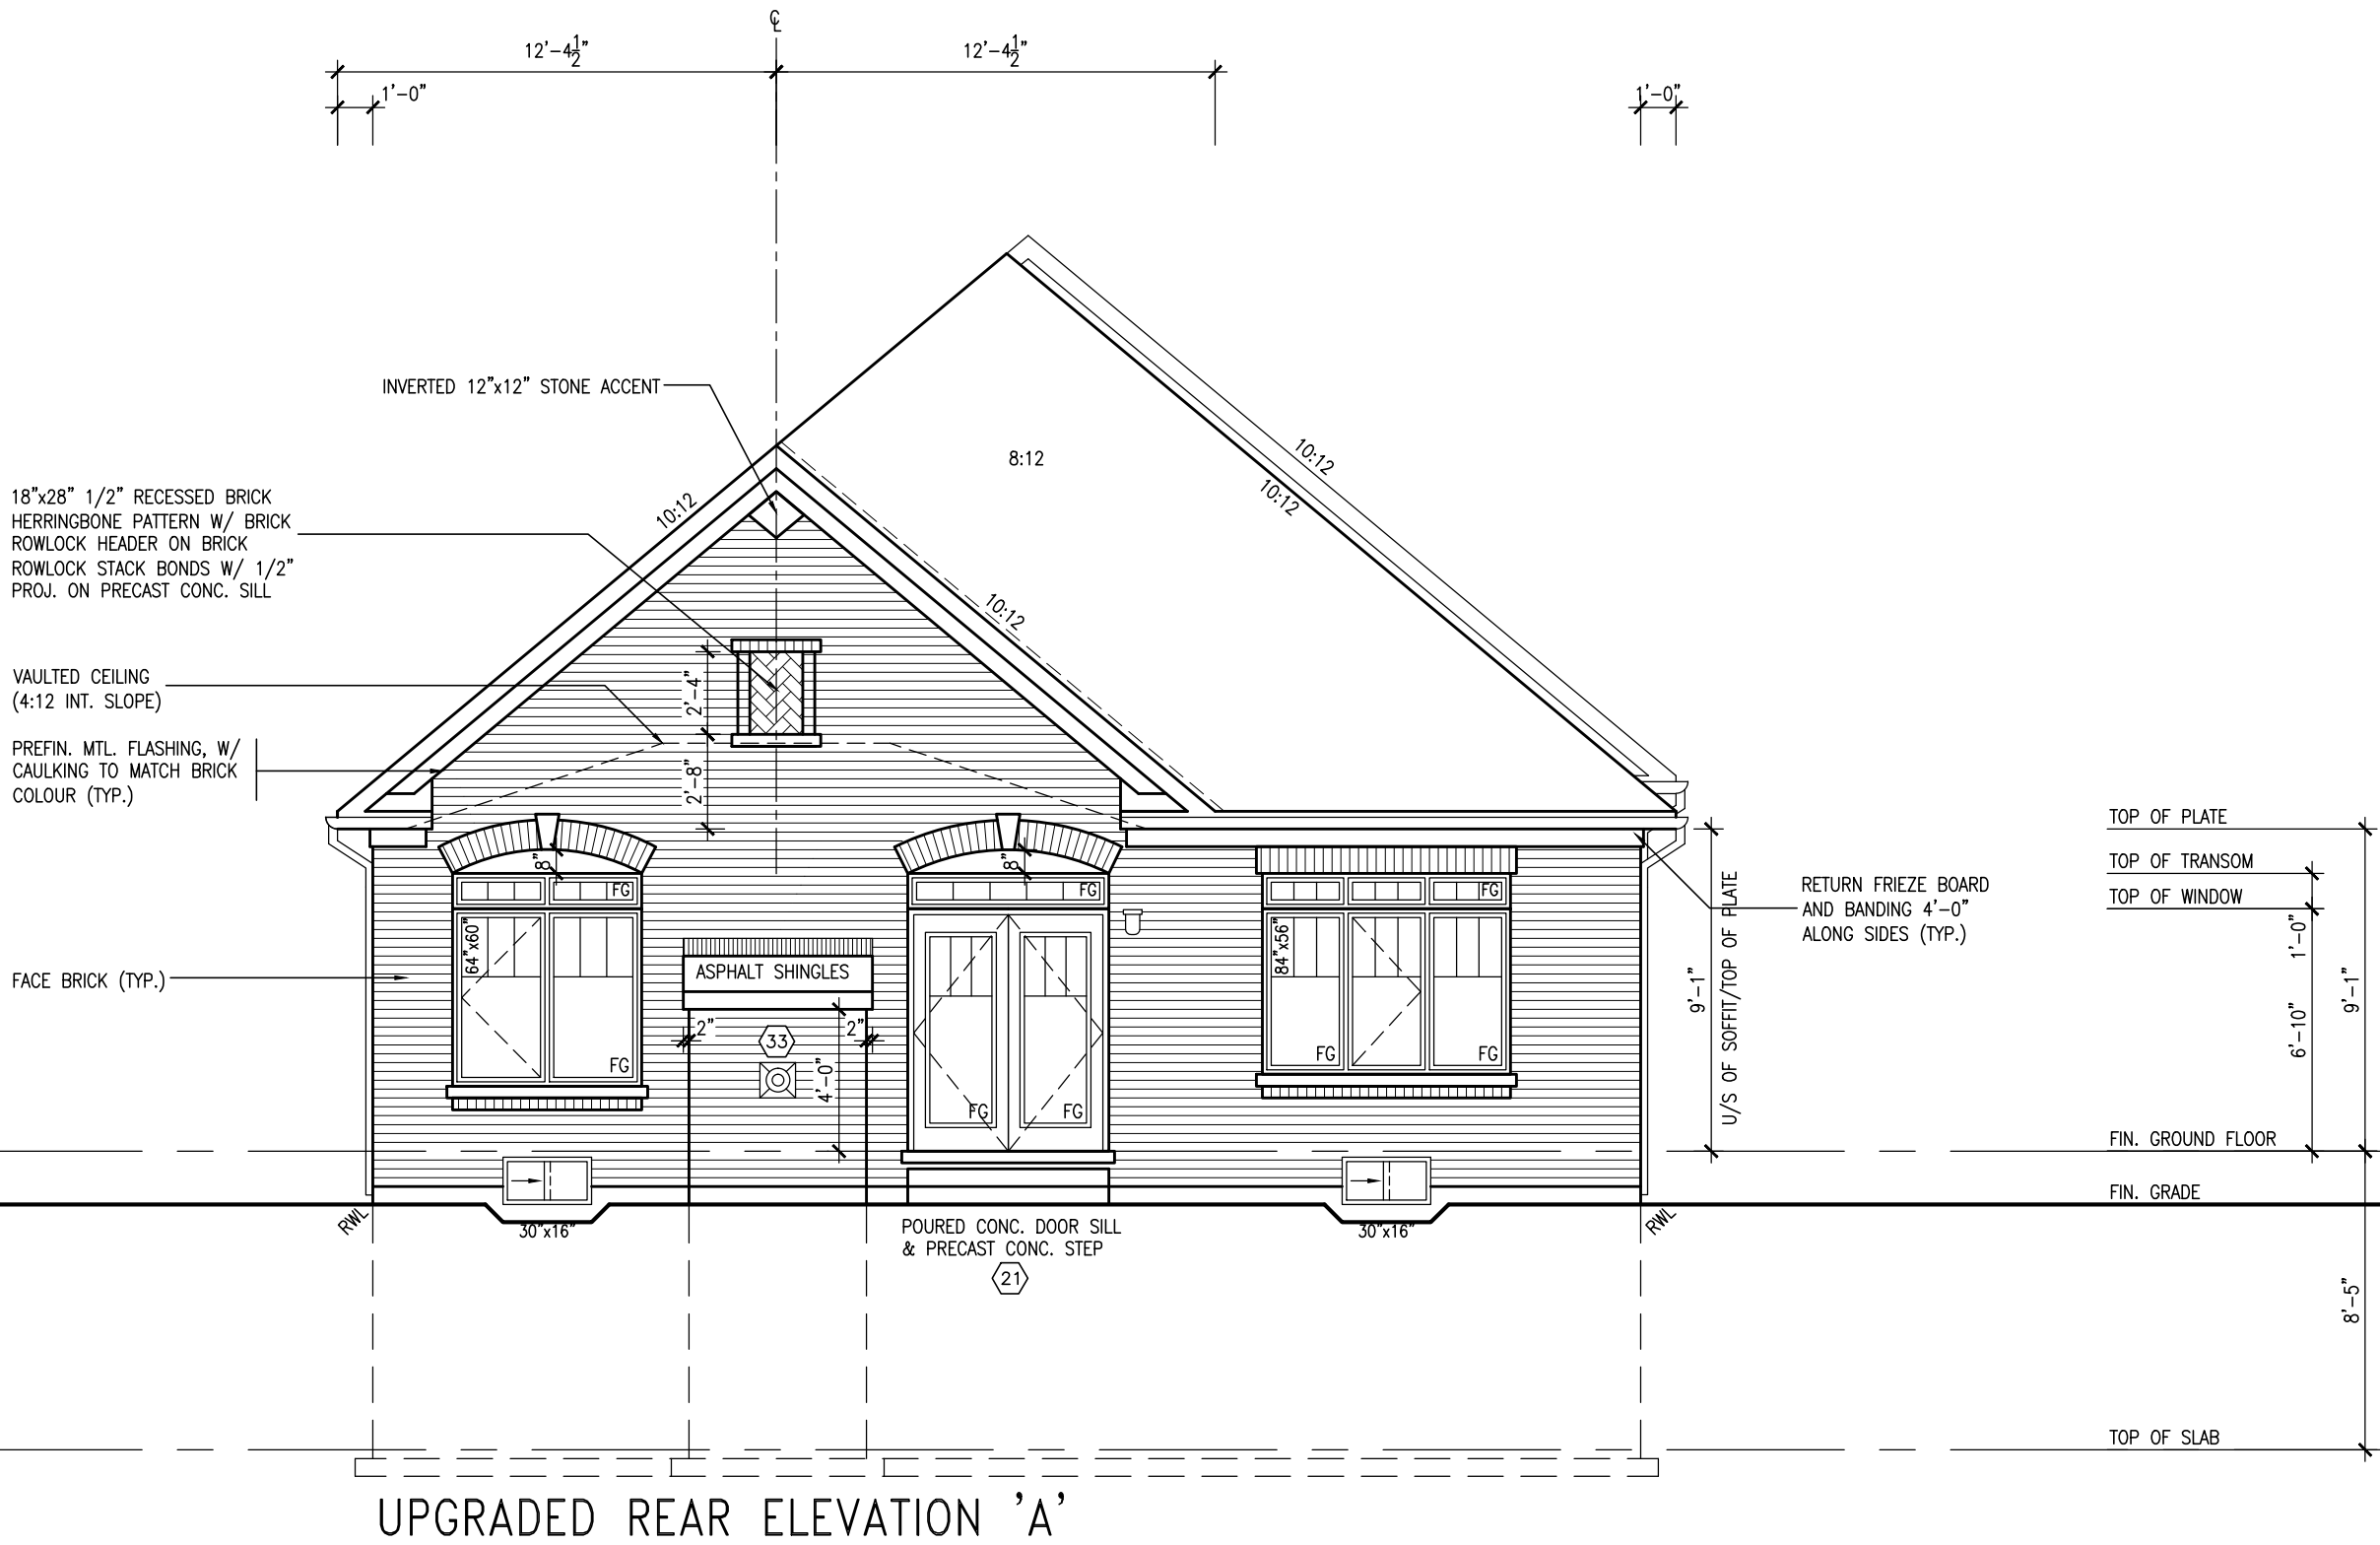 ℄
12'-4 1/2"
12'-4 1/2"
1'-0"
1'-0"
INVERTED 12"x12" STONE ACCENT
8:12
10:12
10:12
10:12
10:12
18"x28" 1/2" RECESSED BRICK
HERRINGBONE PATTERN W/ BRICK
ROWLOCK HEADER ON BRICK
ROWLOCK STACK BONDS W/ 1/2"
PROJ. ON PRECAST CONC. SILL
VAULTED CEILING
(4:12 INT. SLOPE)
PREFIN. MTL. FLASHING, W/
CAULKING TO MATCH BRICK
COLOUR (TYP.)
FACE BRICK (TYP.)
2'-4"
2'-8"
8"
8"
FG
FG
FG
64"x60"
84"x56"
ASPHALT SHINGLES
2"
2"
33
4'-0"
FG
FG
FG
FG
FG
9'-1"
U/S OF SOFFIT/TOP OF PLATE
RETURN FRIEZE BOARD
AND BANDING 4'-0"
ALONG SIDES (TYP.)
TOP OF PLATE
TOP OF TRANSOM
TOP OF WINDOW
1'-0"
6'-10"
9'-1"
FIN. GROUND FLOOR
FIN. GRADE
8'-5"
TOP OF SLAB
RWL
30"x16"
POURED CONC. DOOR SILL
& PRECAST CONC. STEP
21
30"x16"
RWL
UPGRADED REAR ELEVATION 'A'